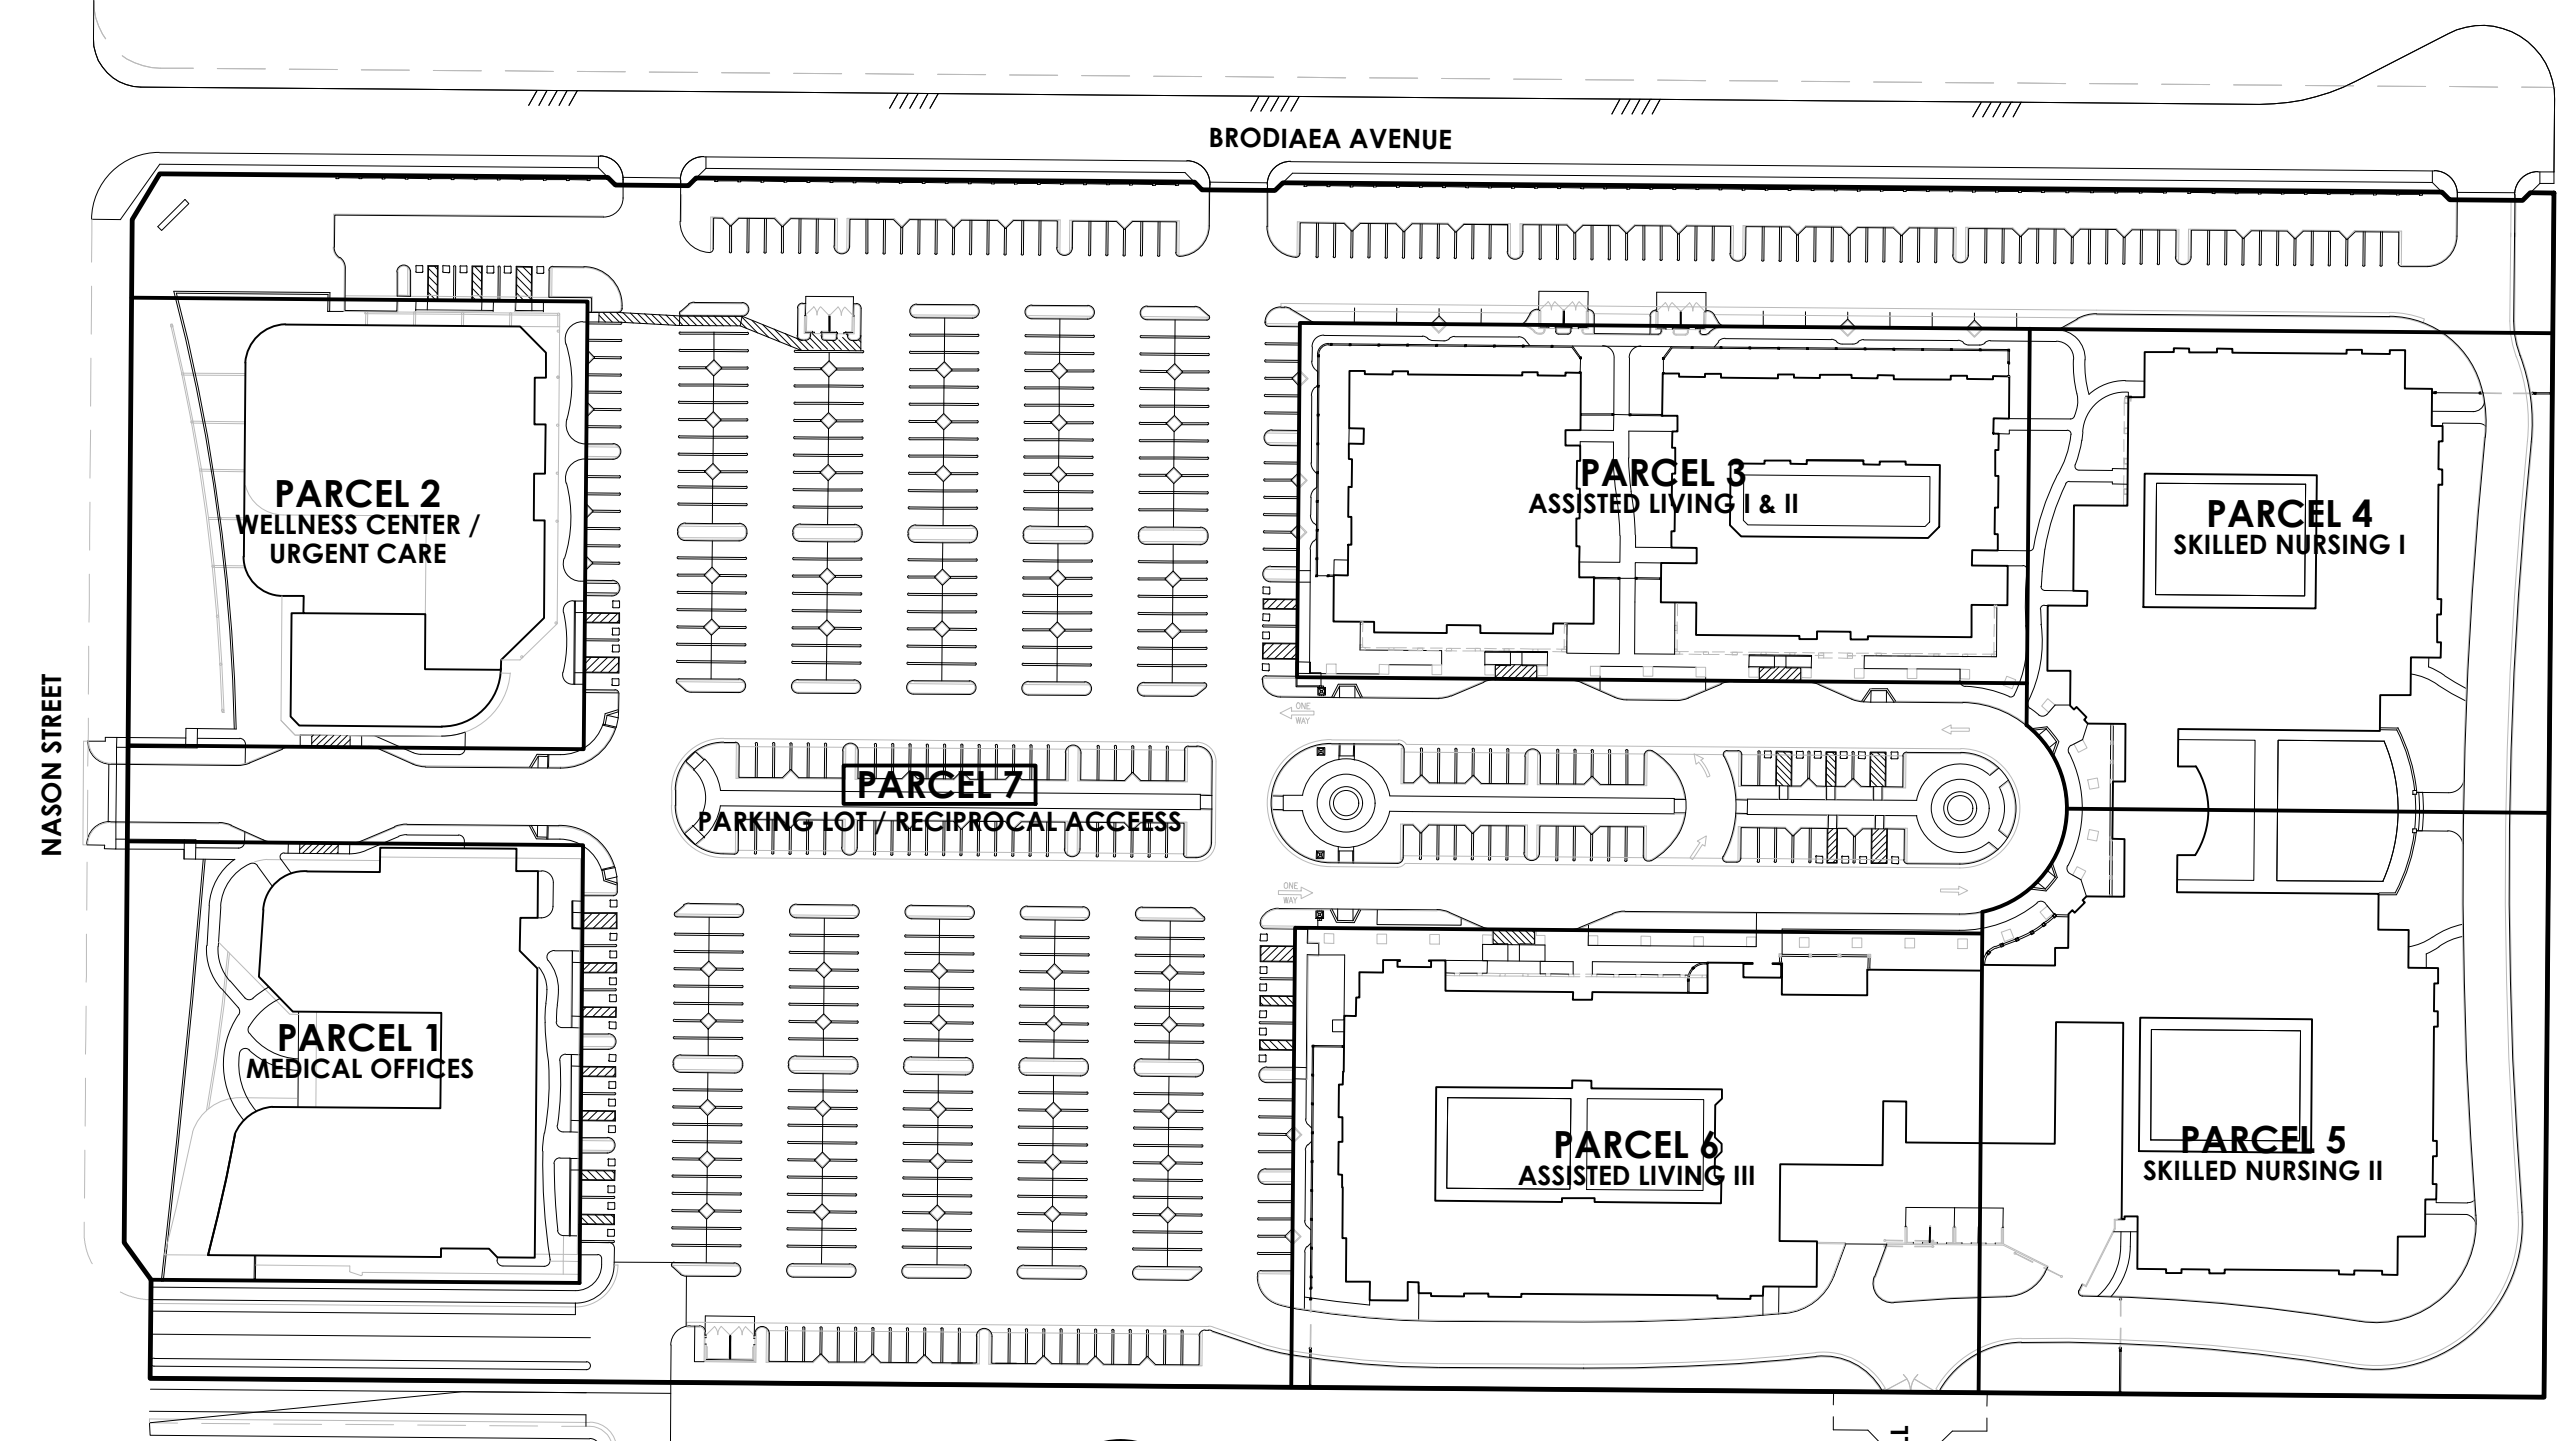 BRODIAEA AVENUE
PARCEL 2
WELLNESS CENTER /
URGENT CARE
PARCEL 3
ASSISTED LIVING I & II
PARCEL 4
SKILLED NURSING I
NASON STREET
ONE
WAY
PARCEL 7
PARKING LOT / RECIPROCAL ACCEESS
ONE
WAY
PARCEL 1
MEDICAL OFFICES
PARCEL 6
ASSISTED LIVING III
PARCEL 5
SKILLED NURSING II